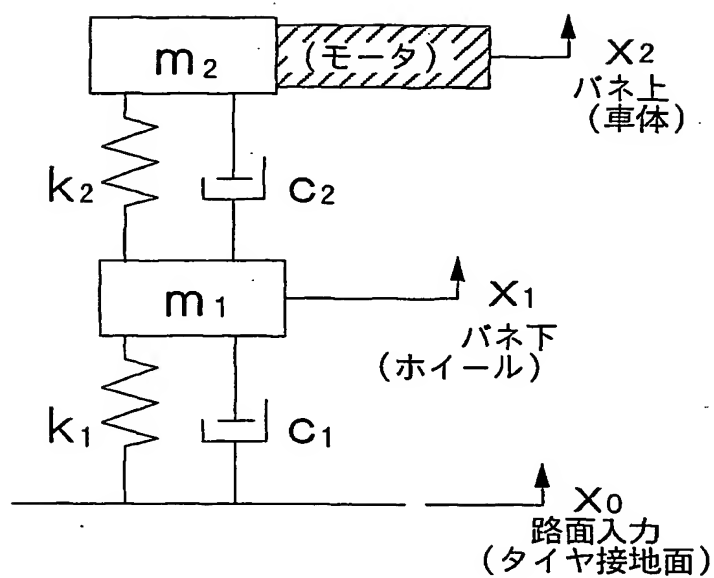 m2
(モータ)
X2
バネ上
(車体)
k2
c2
m1
X1
バネ下
(ホイール)
k1
c1
X0
路面入力
(タイヤ接地面)